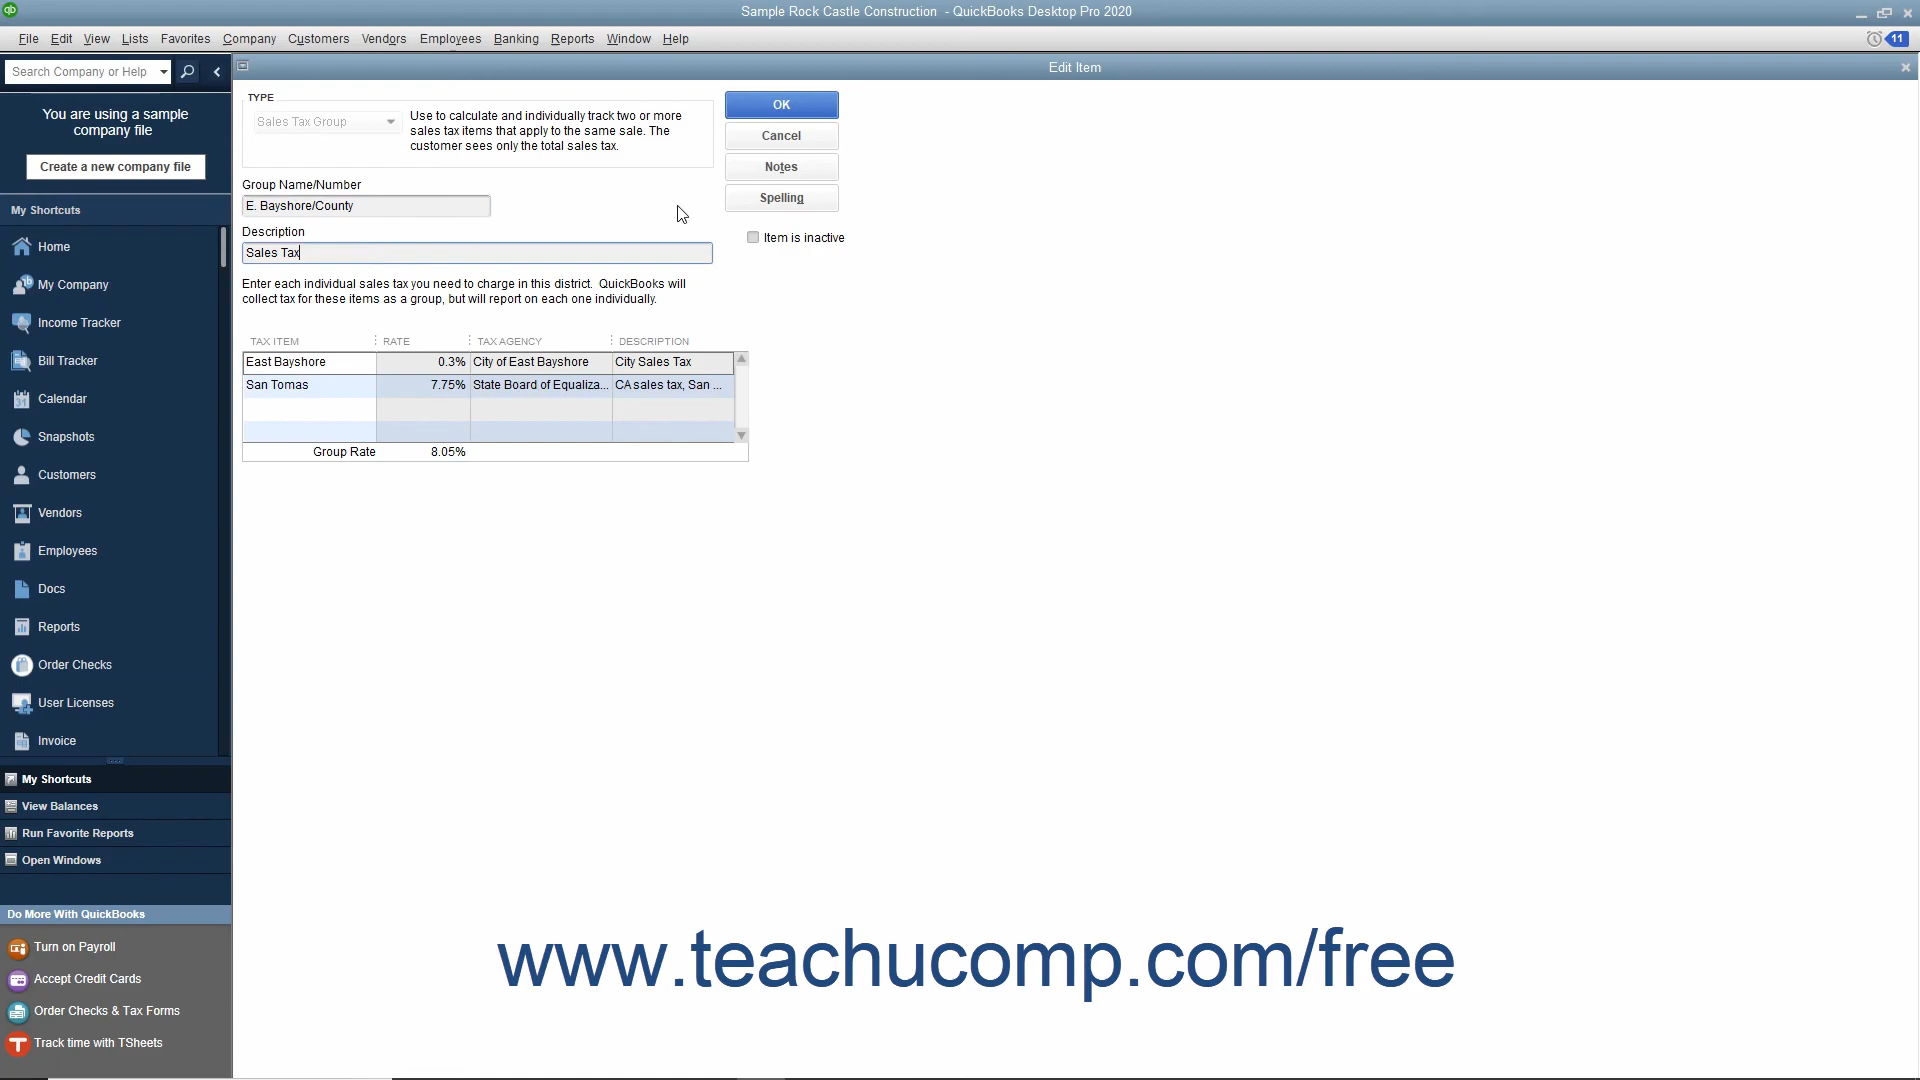 Sample Rock Castle Construction - QuickBooks Desktop Pro 2020
File Edit View Lists Favorites Company Customers Vendors Employees Banking Reports Window Help
11
Search Company or Help
Edit Item
You are using a sample
company file
Create a new company file
My Shortcuts
Home
My Company
Income Tracker
Bill Tracker
Calendar
Snapshots
Customers
Vendors
Employees
Docs
Reports
Order Checks
User Licenses
Invoice
My Shortcuts
View Balances
Run Favorite Reports
Open Windows
Do More With QuickBooks
Turn on Payroll
Accept Credit Cards
Order Checks & Tax Forms
Track time with TSheets
TYPE
Sales Tax Group
Use to calculate and individually track two or more
sales tax items that apply to the same sale. The
customer sees only the total sales tax.
OK
Cancel
Notes
Spelling
Item is inactive
Group Name/Number
E. Bayshore/County
Description
Sales Tax
Enter each individual sales tax you need to charge in this district. QuickBooks will
collect tax for these items as a group, but will report on each one individually.
TAX ITEM RATE TAX AGENCY DESCRIPTION
East Bayshore 0.3% City of East Bayshore City Sales Tax
San Tomas 7.75% State Board of Equaliza... CA sales tax, San ...
Group Rate 8.05%
www.teachucomp.com/free